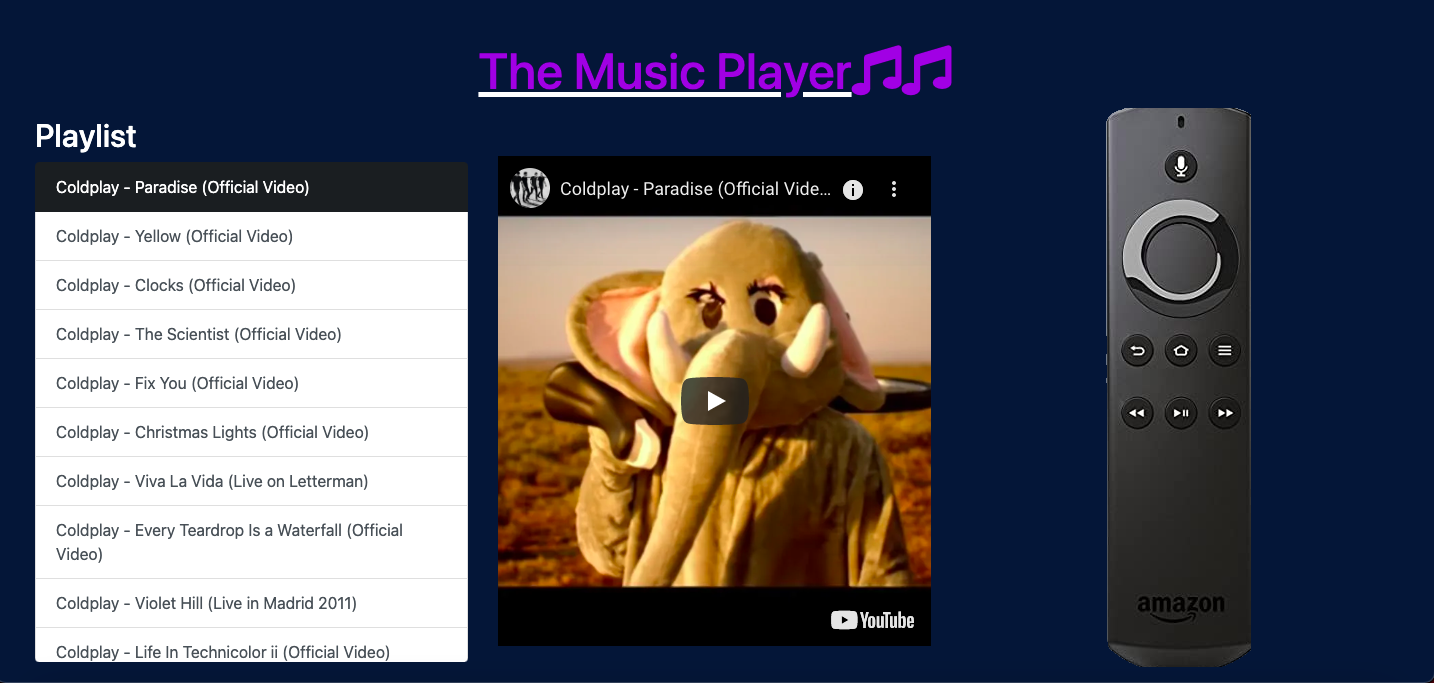 The Music Player
Playlist
Coldplay - Paradise (Official Video)
Coldplay - Yellow (Official Video)
Coldplay - Clocks (Official Video)
Coldplay - The Scientist (Official Video)
Coldplay - Fix You (Official Video)
Coldplay - Christmas Lights (Official Video)
Coldplay - Viva La Vida (Live on Letterman)
Coldplay - Every Teardrop Is a Waterfall (Official
Video)
Coldplay - Violet Hill (Live in Madrid 2011)
Coldplay - Life In Technicolor ii (Official Video)
Coldplay - Paradise (Official Vide...
YouTube
amazon